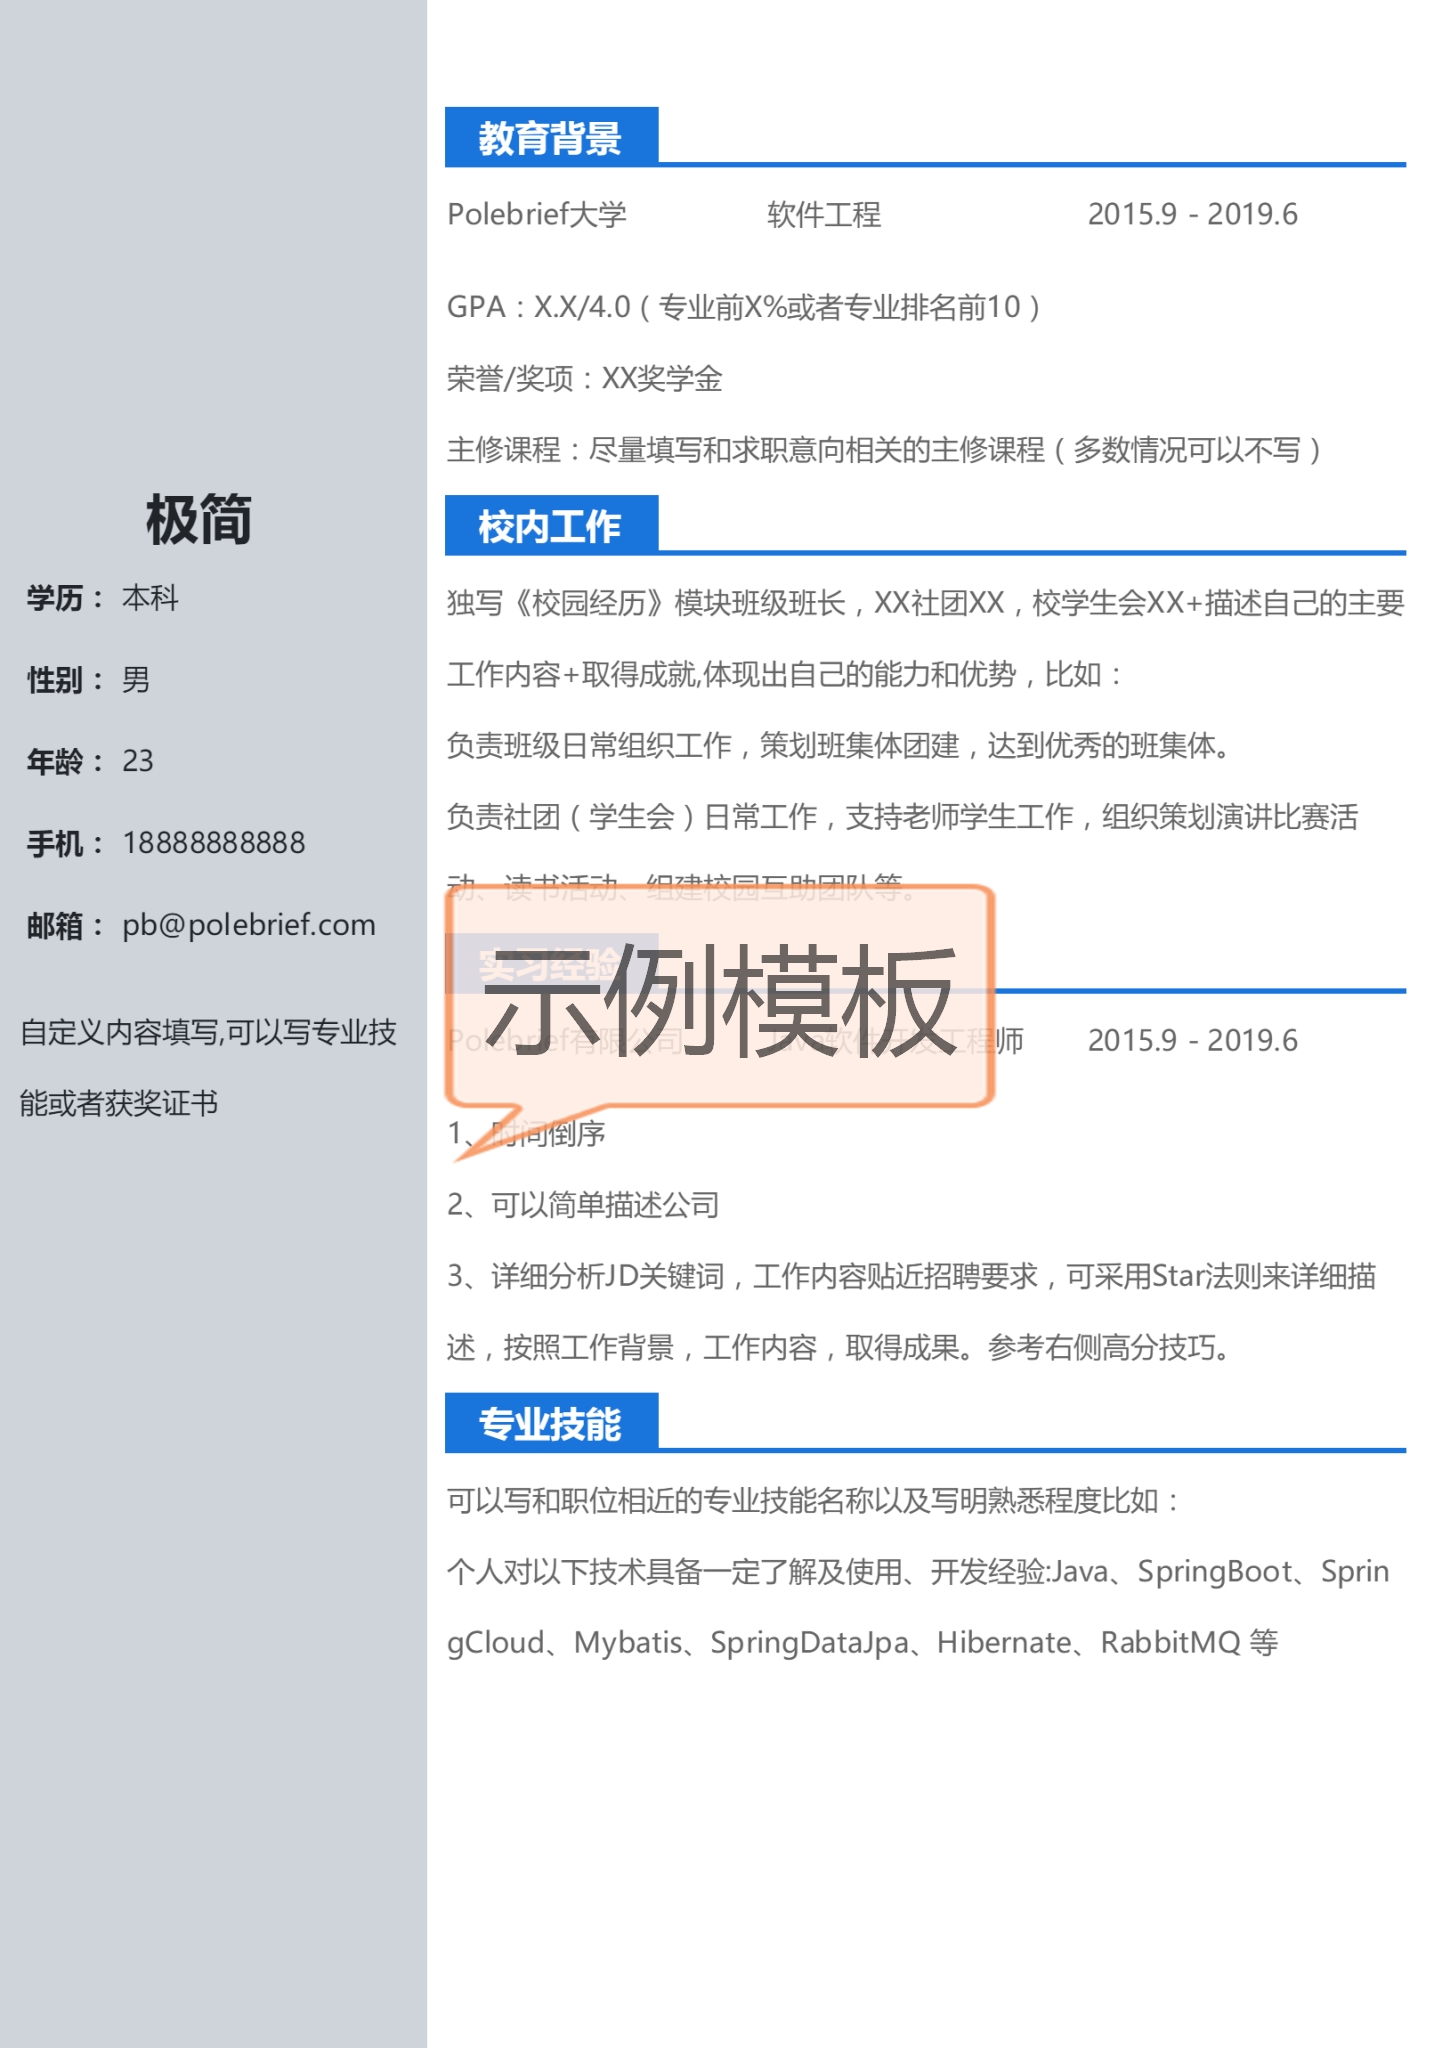 极简
学历： 本科
性别： 男
年龄： 23
手机： 18888888888
邮箱： pb@polebrief.com
自定义内容填写,可以写专业技
能或者获奖证书
教育背景
Polebrief大学 软件工程 2015.9 - 2019.6
GPA：X.X/4.0（专业前X%或者专业排名前10）
荣誉/奖项：XX奖学金
主修课程：尽量填写和求职意向相关的主修课程（多数情况可以不写）
校内工作
独写《校园经历》模块班级班长，XX社团XX，校学生会XX+描述自己的主要
工作内容+取得成就,体现出自己的能力和优势，比如：
负责班级日常组织工作，策划班集体团建，达到优秀的班集体。
负责社团（学生会）日常工作，支持老师学生工作，组织策划演讲比赛活
动、读书活动、组建校园互助团队等。
实习经验
示例模板
Polebrief有限公司 Java软件开发工程师 2015.9 - 2019.6
1、时间倒序
2、可以简单描述公司
3、详细分析JD关键词，工作内容贴近招聘要求，可采用Star法则来详细描
述，按照工作背景，工作内容，取得成果。参考右侧高分技巧。
专业技能
可以写和职位相近的专业技能名称以及写明熟悉程度比如：
个人对以下技术具备一定了解及使用、开发经验:Java、SpringBoot、Sprin
gCloud、Mybatis、SpringDataJpa、Hibernate、RabbitMQ 等